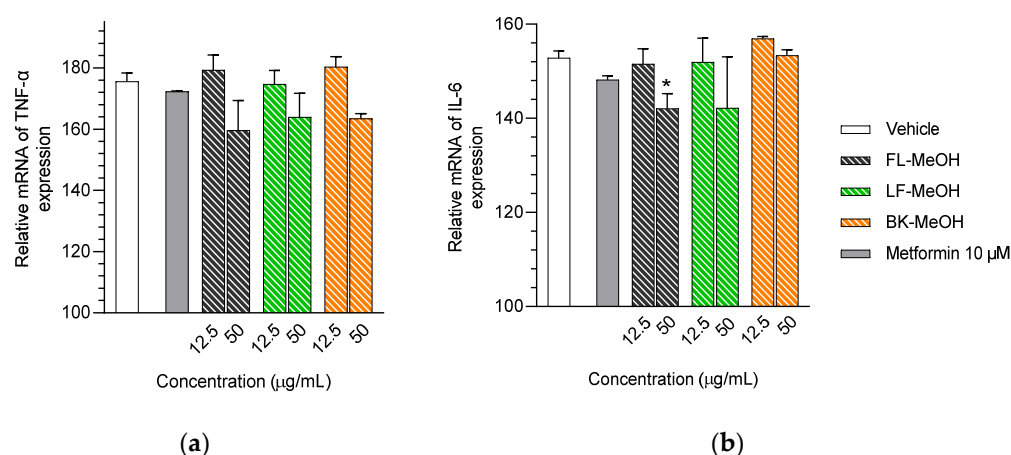 Relative mRNA of TNF-α
expression
180
160
140
120
100
12.5
50
12.5
50
12.5
50
Concentration (μg/mL)
(a)
Relative mRNA of IL-6
expression
160
140
120
100
*
12.5
50
12.5
50
12.5
50
Concentration (μg/mL)
(b)
Vehicle
FL-MeOH
LF-MeOH
BK-MeOH
Metformin 10 μM